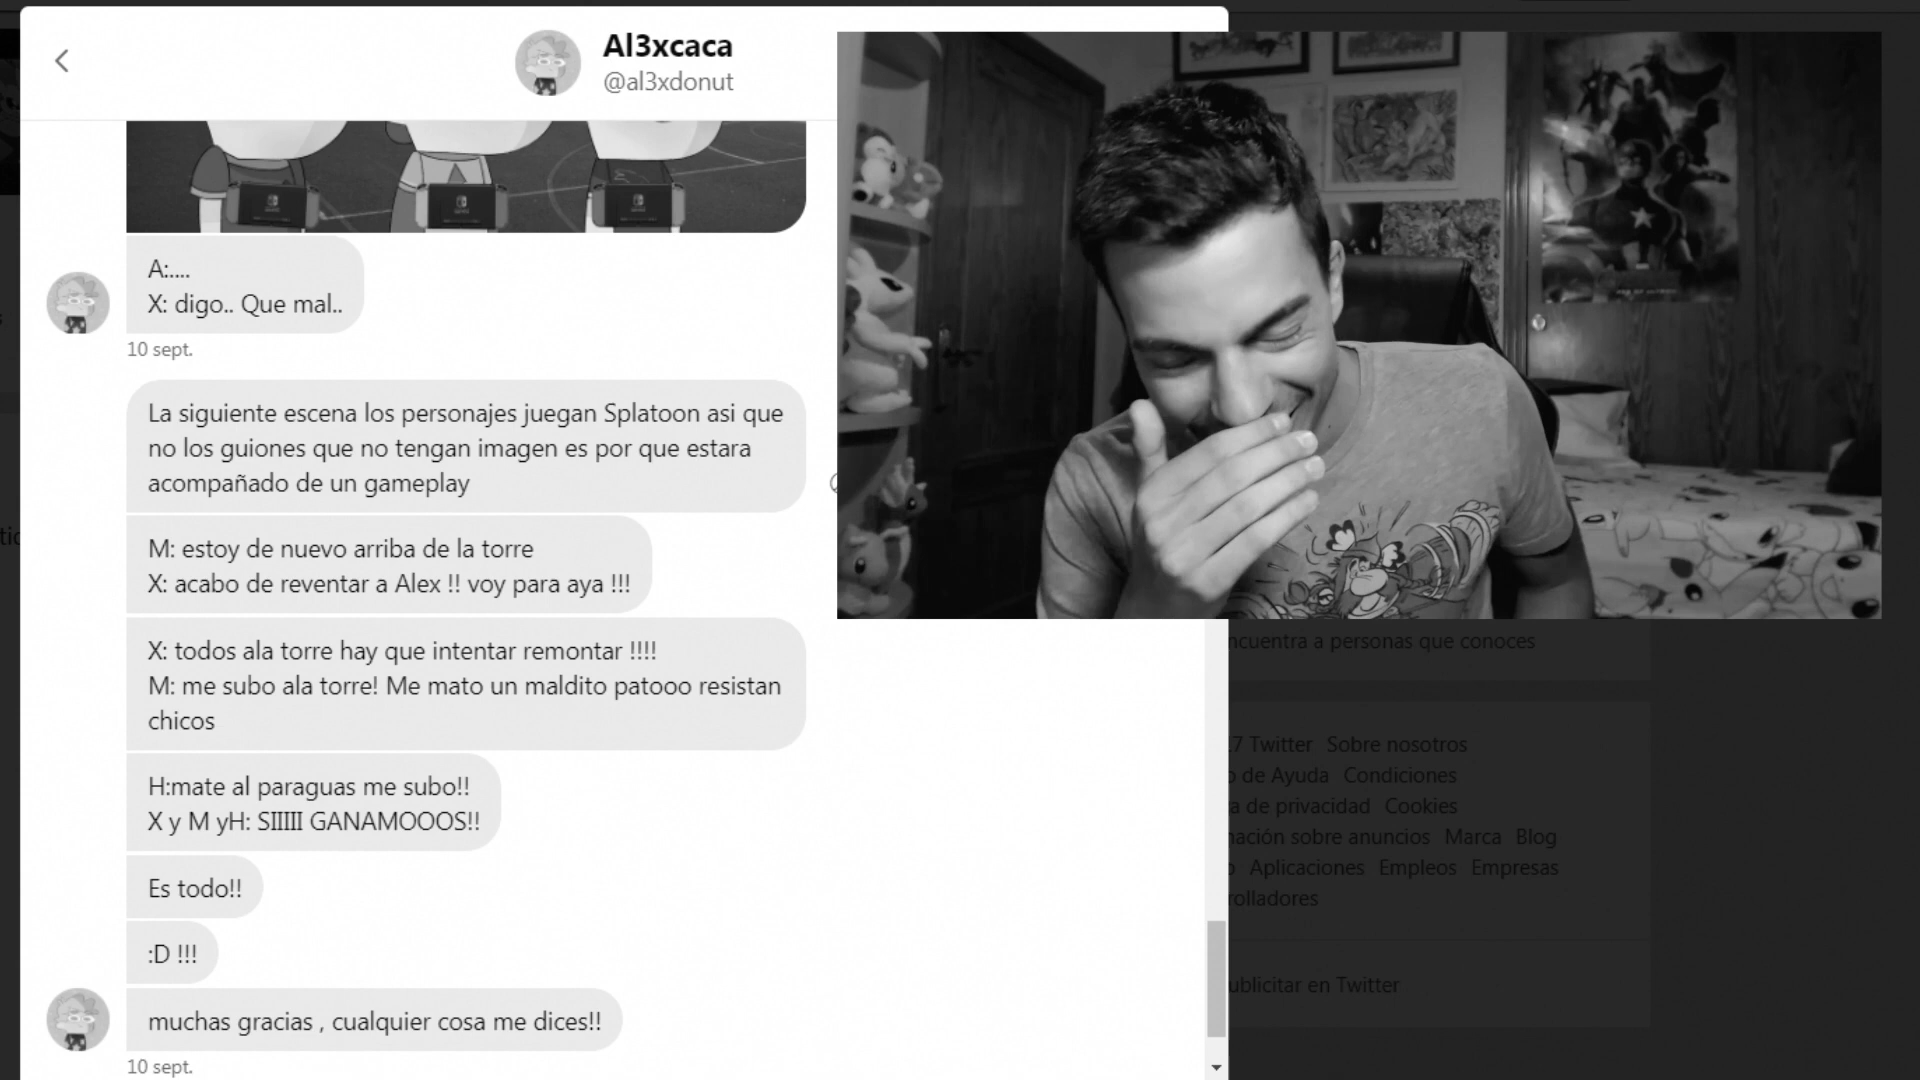 Al3xcaca
@al3xdonut
A:....
X: digo.. Que mal..
10 sept.
La siguiente escena los personajes juegan Splatoon asi que
no los guiones que no tengan imagen es por que estara
acompañado de un gameplay
M: estoy de nuevo arriba de la torre
X: acabo de reventar a Alex !! voy para aya !!!
X: todos ala torre hay que intentar remontar !!!!
M: me subo ala torre! Me mato un maldito patooo resistan
chicos
H:mate al paraguas me subo!!
X y M yH: SIIIII GANAMOOOS!!
Es todo!!
:D !!!
muchas gracias , cualquier cosa me dices!!
10 sept.
a personas que conoces
7 Twitter Sobre nosotros
de Ayuda Condiciones
de privacidad Cookies
sobre anuncios Marca Blog
Aplicaciones Empleos Empresas
en Twitter